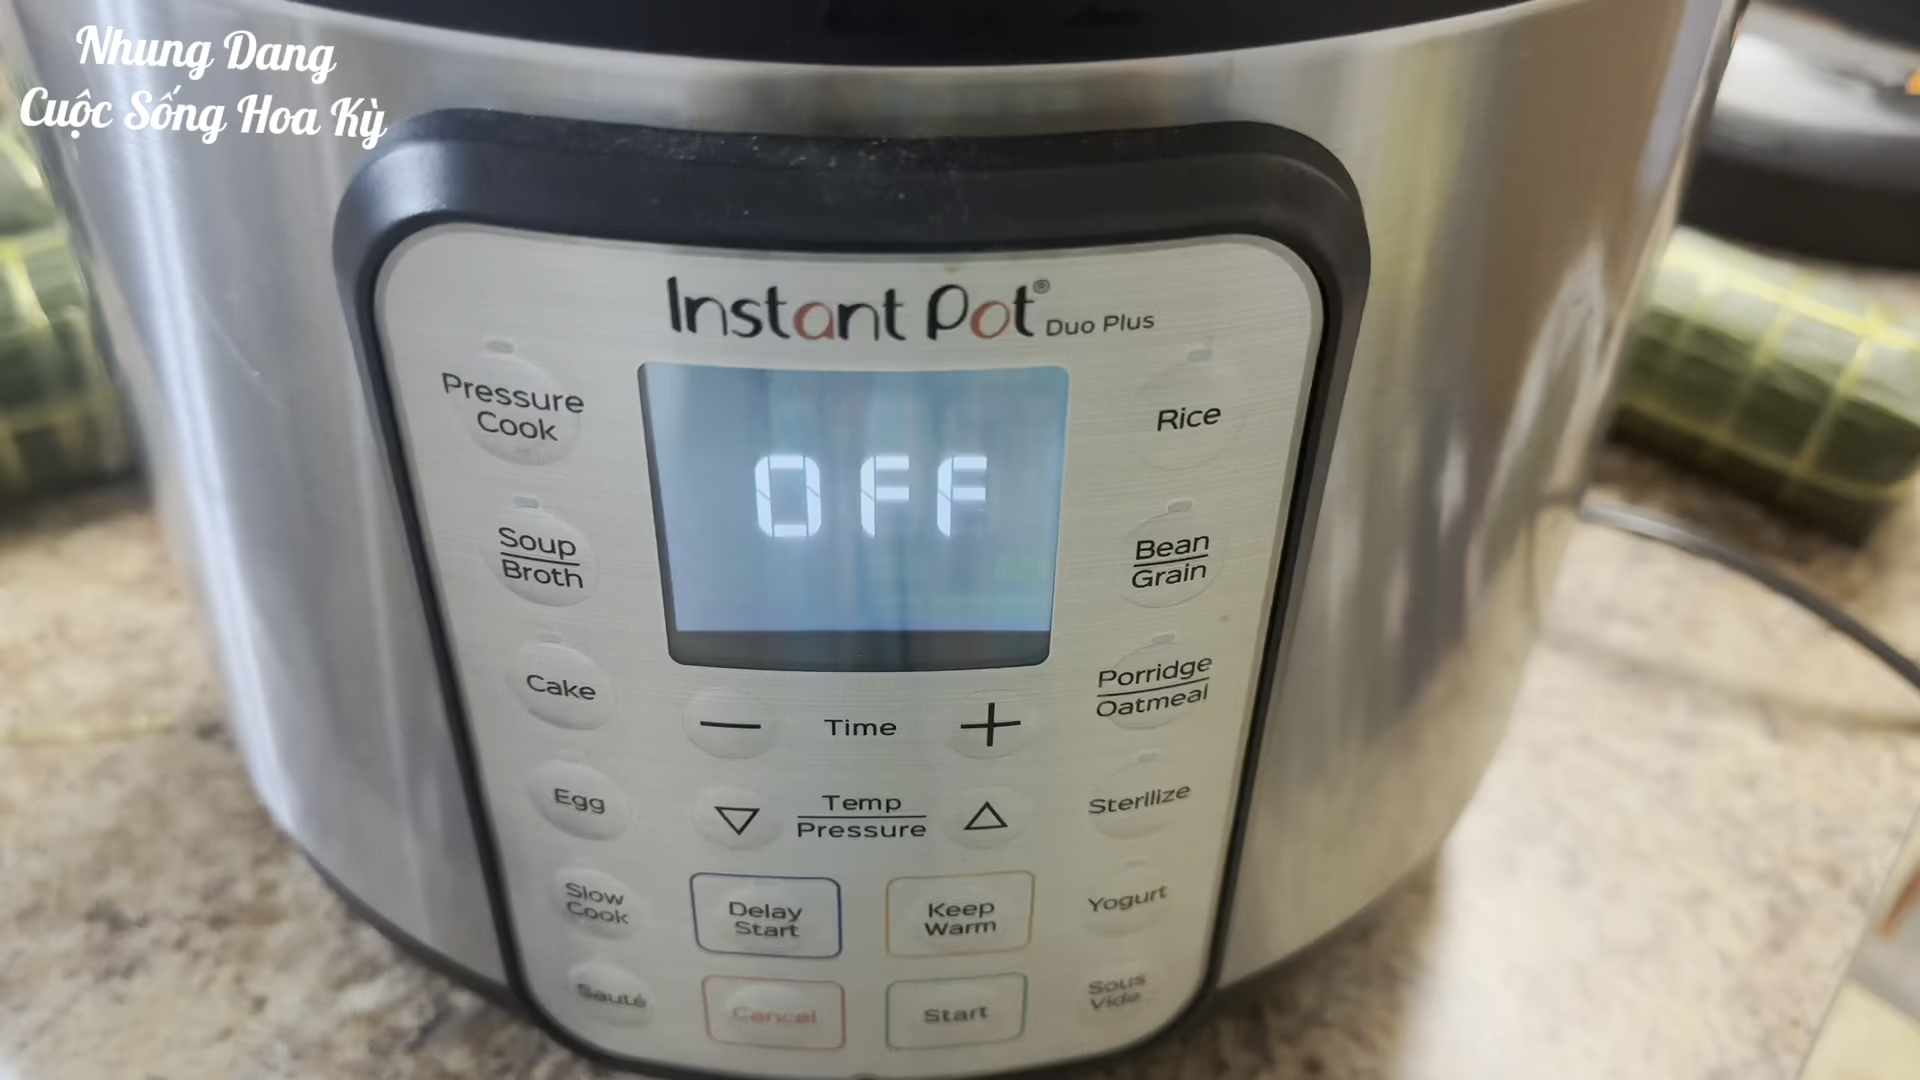 Nhung Dang
Cuộc Sống Hoa Kỳ
Instant Pot® Duo Plus
Pressure
Cook
OFF
Rice
Soup
Broth
Bean
Grain
Cake
Porridge
Oatmeal
— Time +
Egg
Temp
Pressure
Sterilize
Slow
Cook
Delay
Start
Keep
Warm
Yogurt
Sauté
Cancel
Start
Sous
Vide